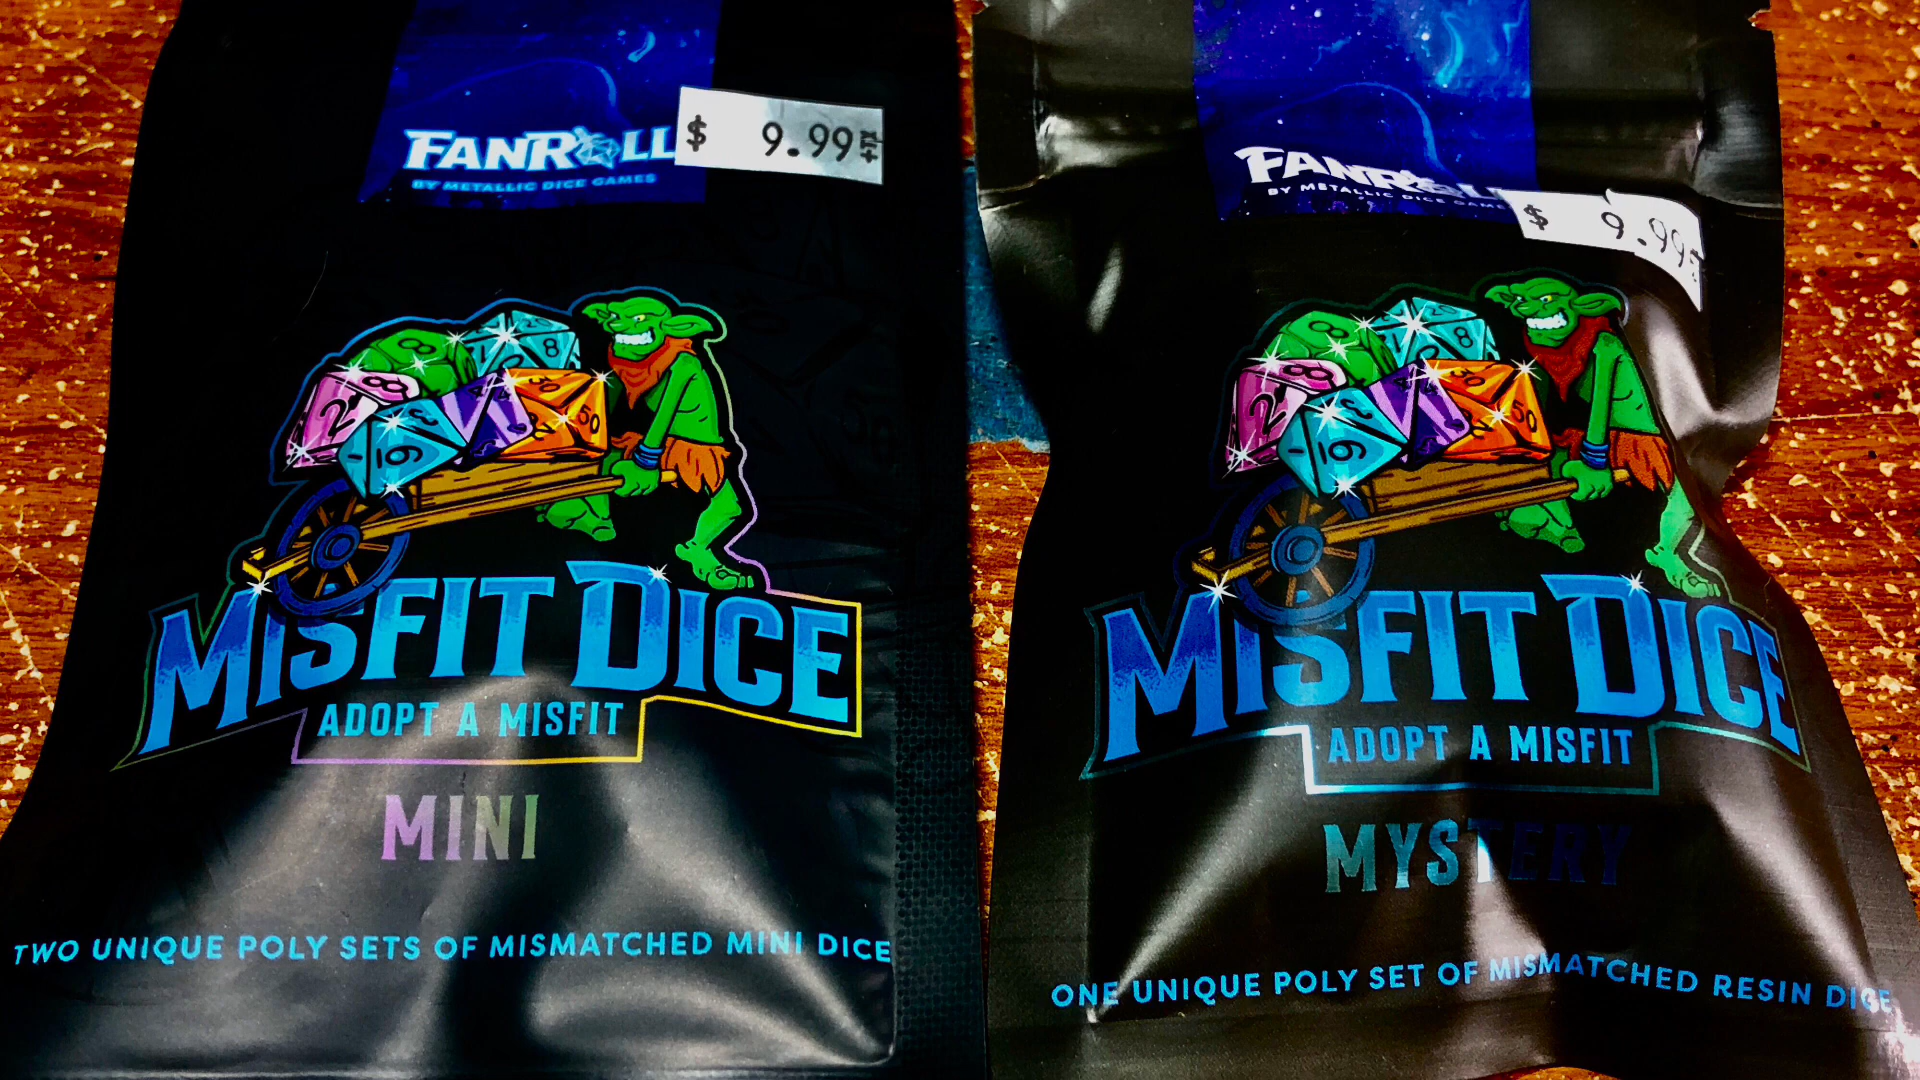 FANROLL
BY METALLIC DICE GAMES
$ 9.99
MISFIT DICE
ADOPT A MISFIT
MINI
TWO UNIQUE POLY SETS OF MISMATCHED MINI DICE
FANROLL
BY METALLIC DICE GAMES
$ 9.99
MISFIT DICE
ADOPT A MISFIT
MYSTERY
ONE UNIQUE POLY SET OF MISMATCHED RESIN DICE